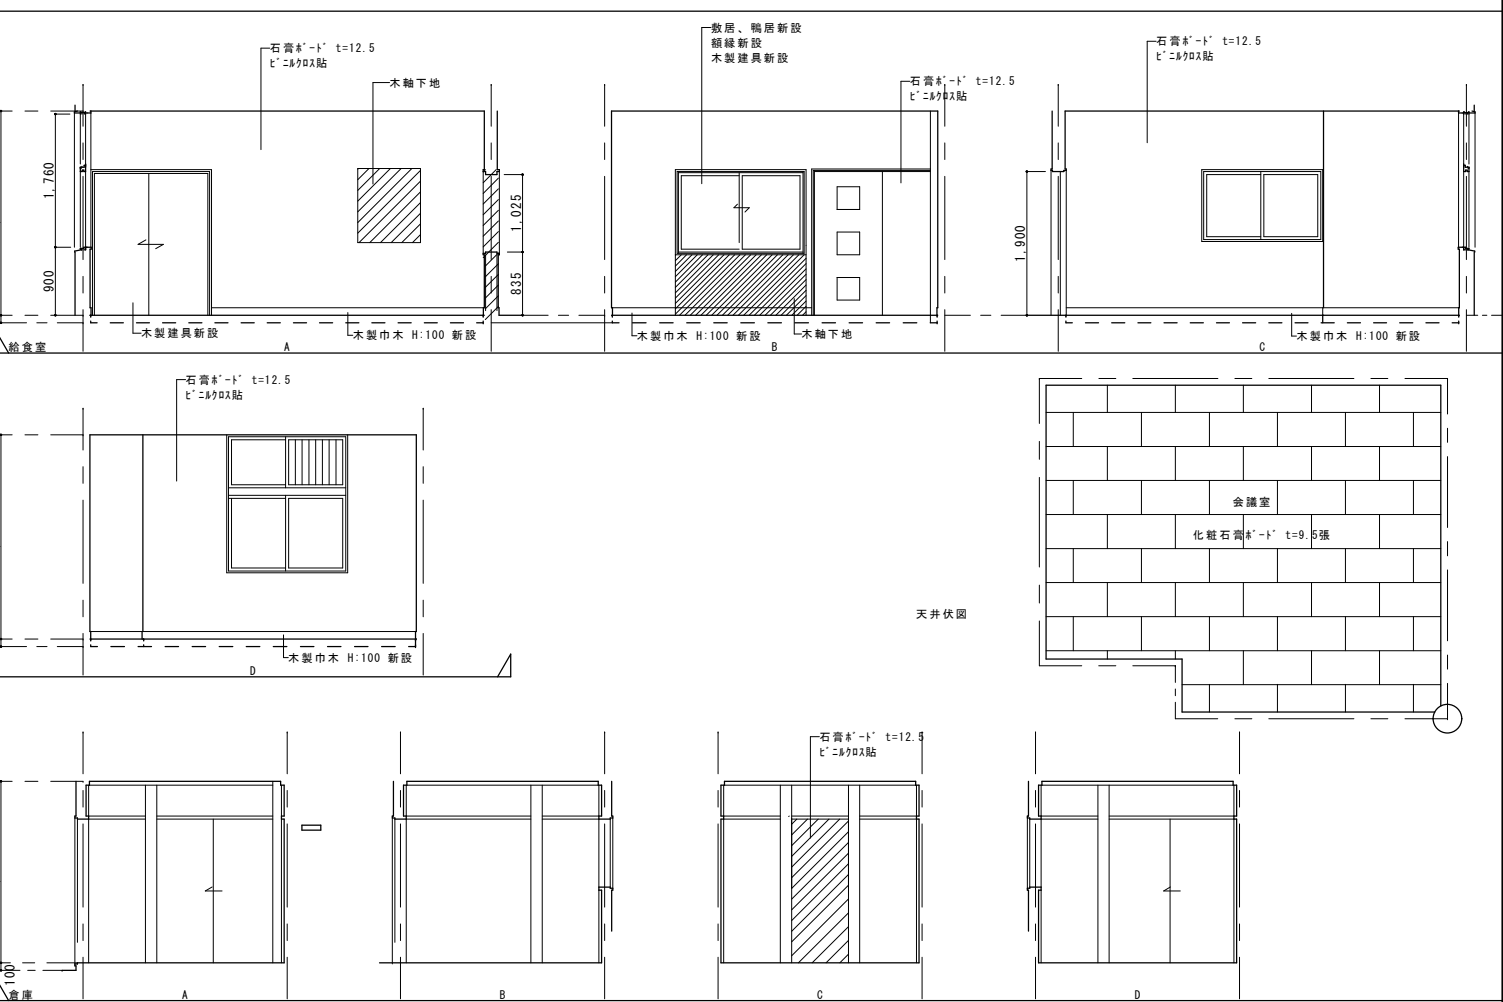 石膏ﾎﾞｰﾄﾞ t=12.5
ﾋﾞﾆﾙｸﾛｽ貼
木軸下地
1,760
900
1,025
835
木製建具新設
木製巾木 H:100 新設
給食室
A
敷居、鴨居新設
額縁新設
木製建具新設
石膏ﾎﾞｰﾄﾞ t=12.5
ﾋﾞﾆﾙｸﾛｽ貼
木製巾木 H:100 新設
木軸下地
B
石膏ﾎﾞｰﾄﾞ t=12.5
ﾋﾞﾆﾙｸﾛｽ貼
1,900
木製巾木 H:100 新設
C
石膏ﾎﾞｰﾄﾞ t=12.5
ﾋﾞﾆﾙｸﾛｽ貼
木製巾木 H:100 新設
D
天井伏図
会議室
化粧石膏ﾎﾞｰﾄﾞ t=9.5張
石膏ﾎﾞｰﾄﾞ t=12.5
ﾋﾞﾆﾙｸﾛｽ貼
100
倉庫
A
B
C
D